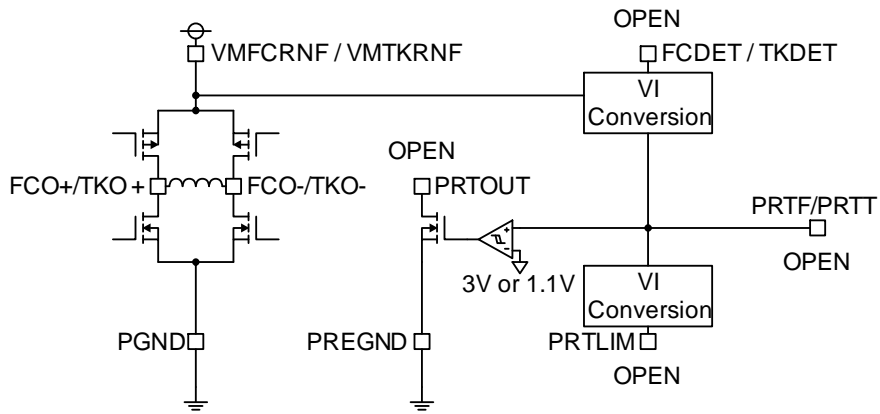 OPEN
VMFCRNF / VMTKRNF
FCDET / TKDET
VI
Conversion
OPEN
FCO+/TKO +
FCO-/TKO-
PRTOUT
PRTF/PRTT
+
-
3V or 1.1V
OPEN
VI
Conversion
PGND
PREGND
PRTLIM
OPEN